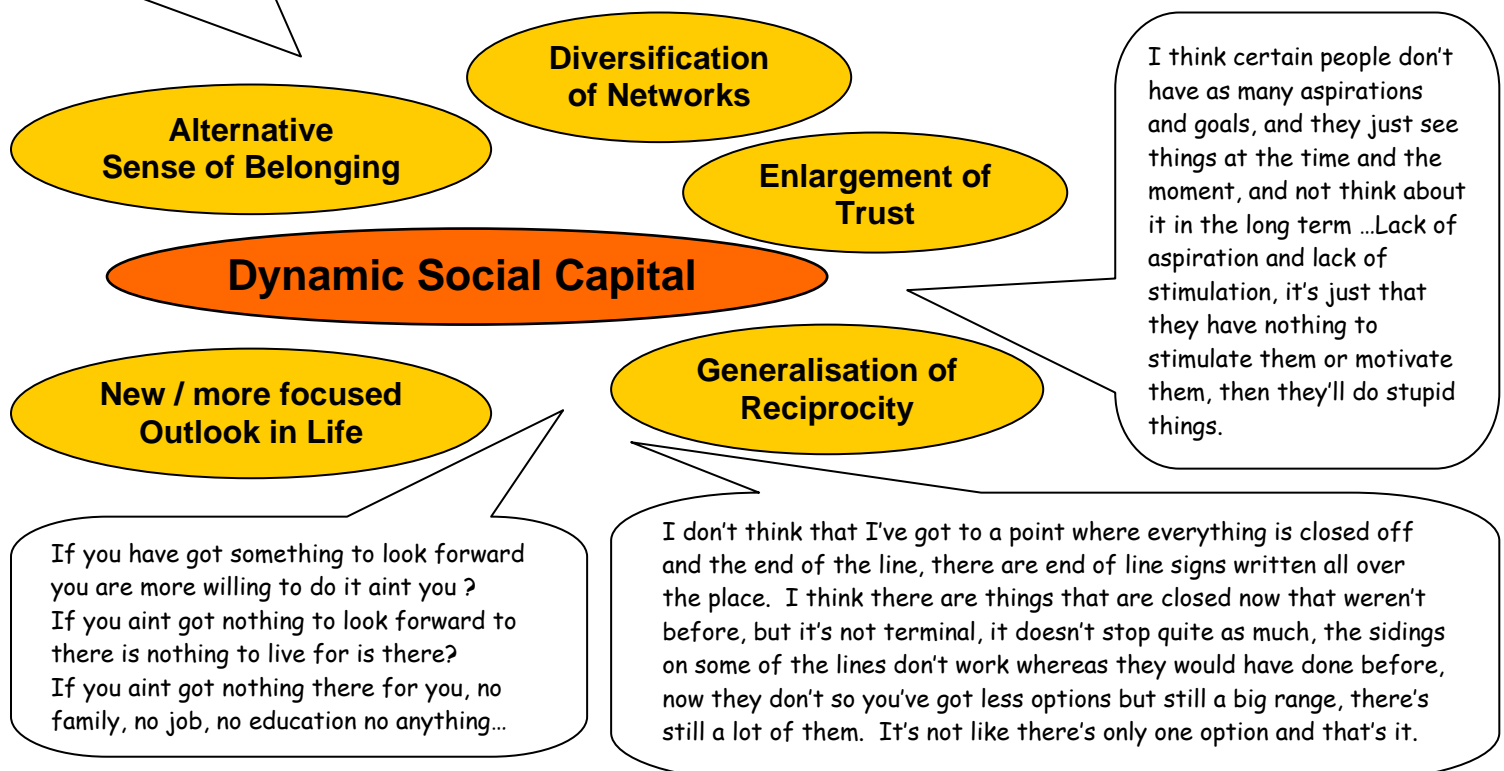 Diversification
of Networks
Alternative
Sense of Belonging
Enlargement of
Trust
Dynamic Social Capital
New / more focused
Outlook in Life
Generalisation of
Reciprocity
I think certain people don't
have as many aspirations
and goals, and they just see
things at the time and the
moment, and not think about
it in the long term …Lack of
aspiration and lack of
stimulation, it's just that
they have nothing to
stimulate them or motivate
them, then they'll do stupid
things.
If you have got something to look forward
you are more willing to do it aint you ?
If you aint got nothing to look forward to
there is nothing to live for is there?
If you aint got nothing there for you, no
family, no job, no education no anything…
I don't think that I've got to a point where everything is closed off
and the end of the line, there are end of line signs written all over
the place.  I think there are things that are closed now that weren't
before, but it's not terminal, it doesn't stop quite as much, the sidings
on some of the lines don't work whereas they would have done before,
now they don't so you've got less options but still a big range, there's
still a lot of them.  It's not like there's only one option and that's it.